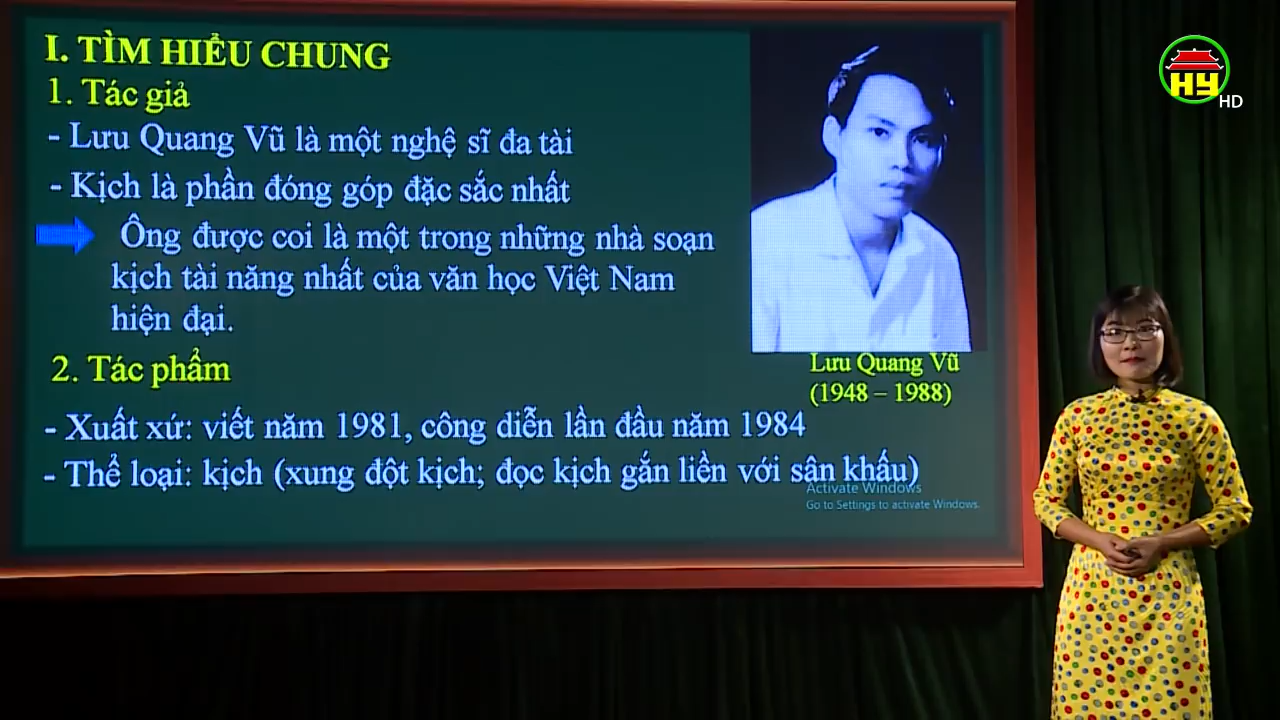 I. TÌM HIỂU CHUNG
1. Tác giả
- Lưu Quang Vũ là một nghệ sĩ đa tài
- Kịch là phần đóng góp đặc sắc nhất
Ông được coi là một trong những nhà soạn
kịch tài năng nhất của văn học Việt Nam
hiện đại.
Lưu Quang Vũ
(1948 – 1988)
2. Tác phẩm
- Xuất xứ: viết năm 1981, công diễn lần đầu năm 1984
- Thể loại: kịch (xung đột kịch; đọc kịch gắn liền với sân khấu)
Activate Windows
Go to Settings to activate Windows.
HY
HD